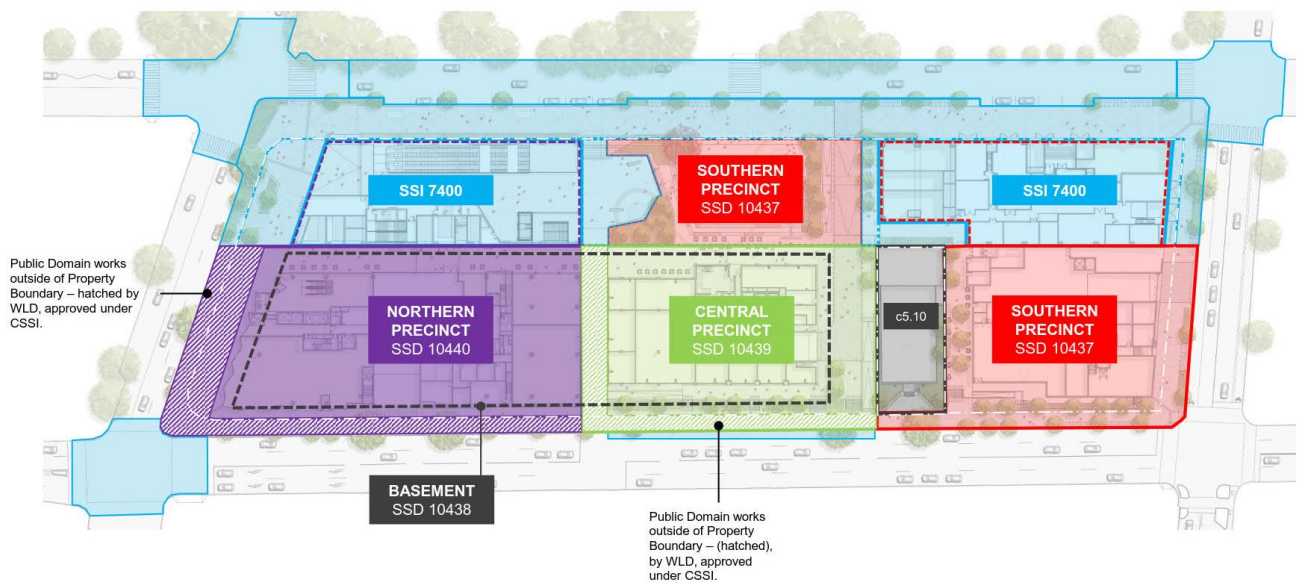 SSI 7400
SOUTHERN
PRECINCT
SSD 10437
SSI 7400
Public Domain works
outside of Property
Boundary – hatched by
WLD, approved under
CSSI.
NORTHERN
PRECINCT
SSD 10440
CENTRAL
PRECINCT
SSD 10439
c5.10
SOUTHERN
PRECINCT
SSD 10437
BASEMENT
SSD 10438
Public Domain works
outside of Property
Boundary – (hatched),
by WLD, approved
under CSSI.